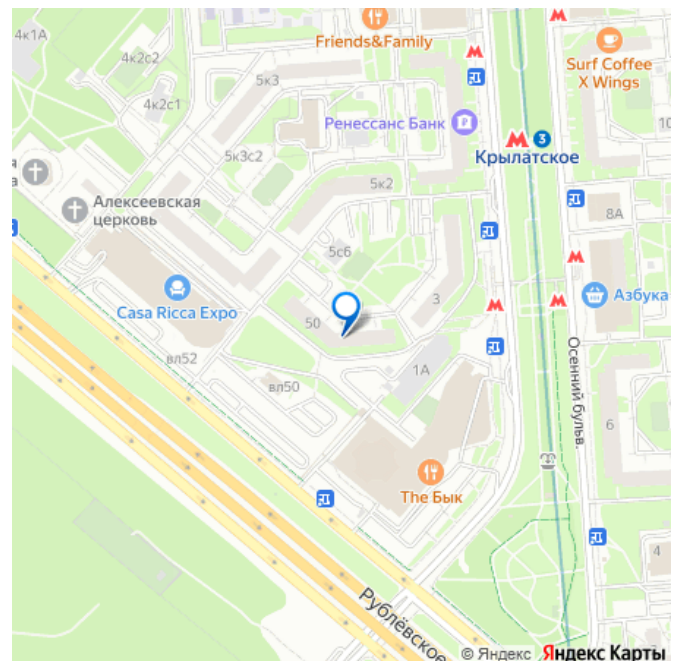 4к1А
Friends&Family
4к2с2
Surf Coffee
X Wings
5к3
4к2с1
Ренессанс Банк
10
3
Крылатское
5к3с2
5к2
а
Алексеевская
церковь
8А
5с6
Азбука
Casa Ricca Expo
3
50
1А
вл52
вл50
Осенний бульв.
6
The Бык
4
Рублёвское
© Яндекс Яндекс Карты